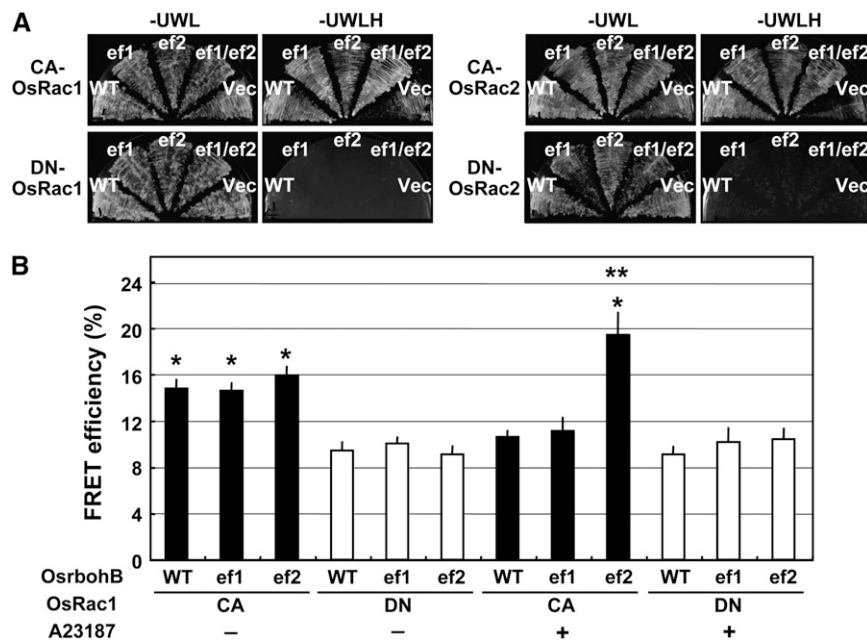 A
-UWL -UWLH -UWL -UWLH
CA-OsRac1
ef1 ef2 ef1/ef2 WT Vec
ef1 ef2 ef1/ef2 WT Vec
CA-OsRac2
ef1 ef2 ef1/ef2 WT Vec
ef1 ef2 ef1/ef2 WT Vec
DN-OsRac1
ef1 ef2 ef1/ef2 WT Vec
ef1 ef2 ef1/ef2 WT Vec
DN-OsRac2
ef1 ef2 ef1/ef2 WT Vec
ef1 ef2 ef1/ef2 WT Vec
B
FRET efficiency (%)
24
20
16
12
8
4
0
* * * ** *
OsrbohB WT ef1 ef2 WT ef1 ef2 WT ef1 ef2 WT ef1 ef2
OsRac1 CA DN CA DN
A23187 – – + +